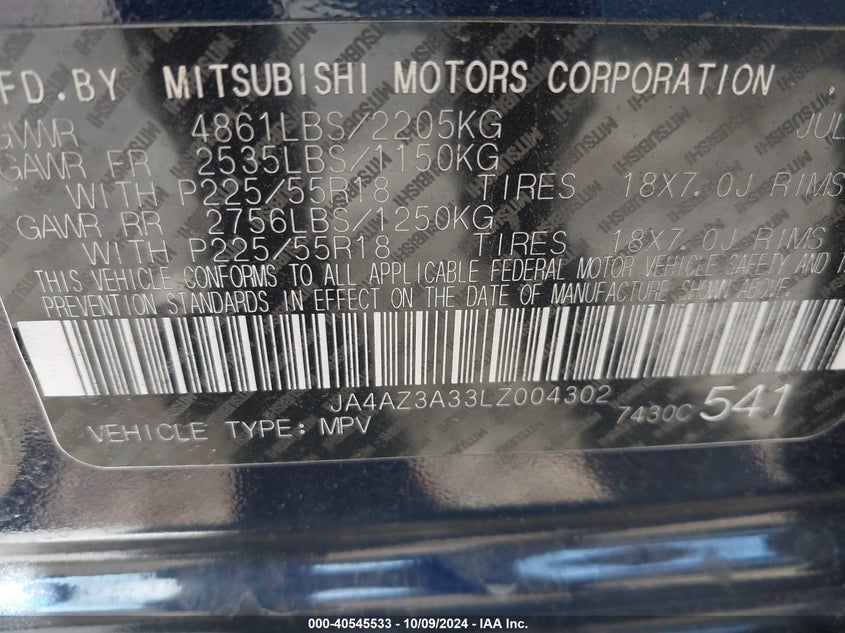 FD.BY MITSUBISHI MOTORS CORPORATION
GVWR 4861LBS/2205KG JUL
GAWR FR 2535LBS/1150KG
WITH P225/55R18 TIRES 18X7.0J RIMS
GAWR RR 2756LBS/1250KG
WITH P225/55R18 TIRES 18X7.0J RIMS
THIS VEHICLE CONFORMS TO ALL APPLICABLE FEDERAL MOTOR VEHICLE SAFETY AND
PREVENTION STANDARDS IN EFFECT ON THE DATE OF MANUFACTURE SHOWN ABOVE.
JA4AZ3A33LZ004302
VEHICLE TYPE: MPV 7430C 541
000-40545533 - 10/09/2024 - IAA Inc.